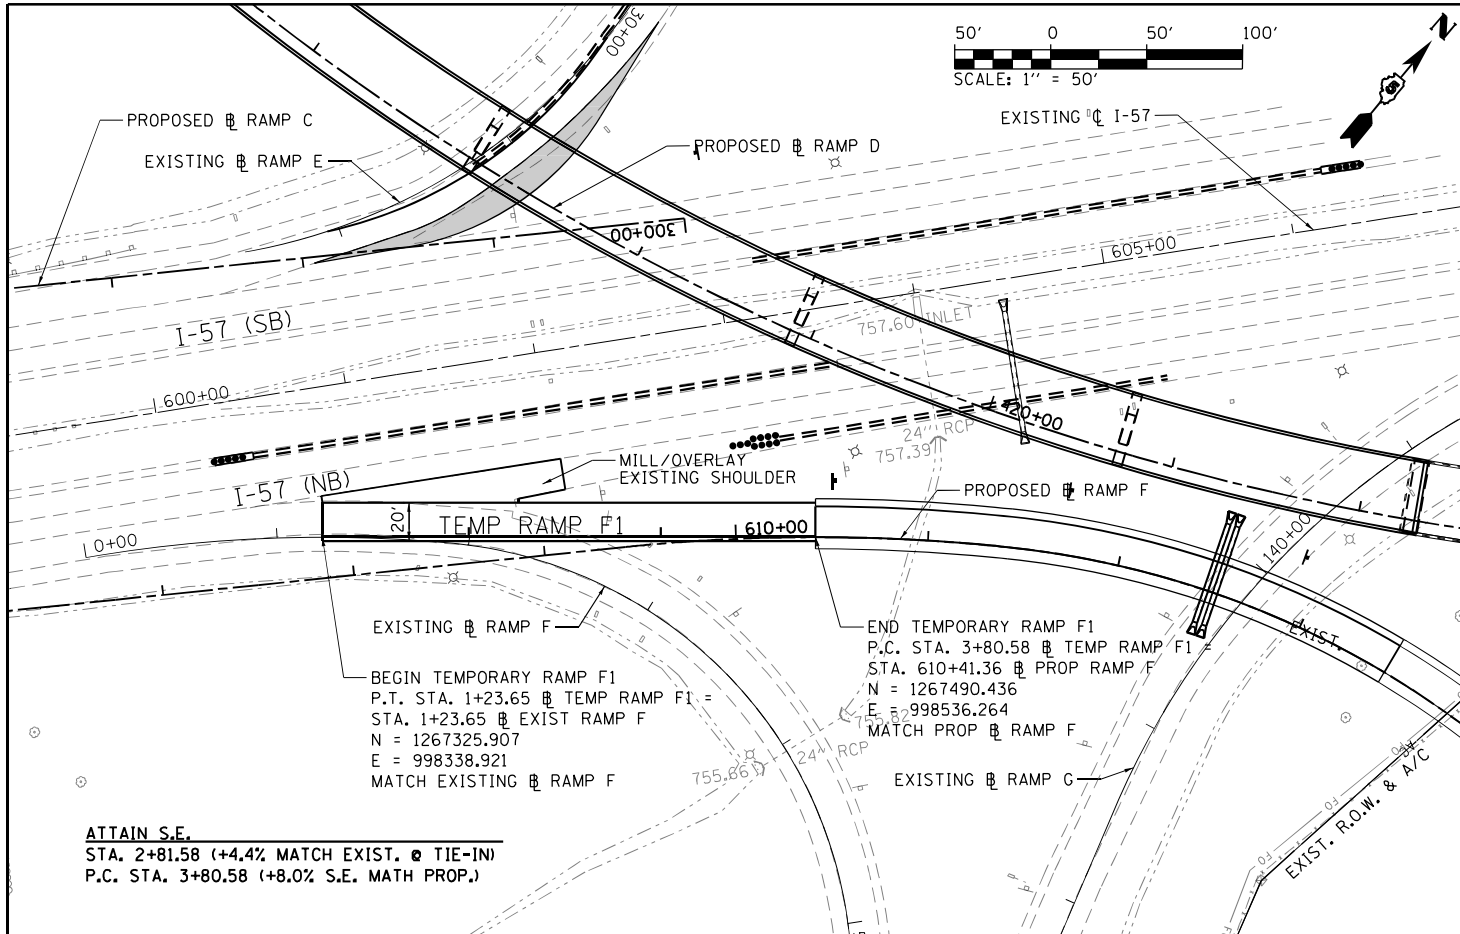 50' 0 50' 100'
SCALE: 1'' = 50'
N
30+00
PROPOSED ℄ RAMP C
EXISTING ℄ RAMP E
PROPOSED ℄ RAMP D
EXISTING ℄ I-57
300+00
605+00
I-57 (SB)
757.60 INLET
600+00
420+00
24'' RCP
757.39
MILL/OVERLAY
EXISTING SHOULDER
I-57 (NB)
PROPOSED ℄ RAMP F
20'
TEMP RAMP F1
610+00
0+00
140+00
EXIST.
EXISTING ℄ RAMP F
BEGIN TEMPORARY RAMP F1
P.T. STA. 1+23.65 ℄ TEMP RAMP F1 =
STA. 1+23.65 ℄ EXIST RAMP F
N = 1267325.907
E = 998338.921
MATCH EXISTING ℄ RAMP F
END TEMPORARY RAMP F1
P.C. STA. 3+80.58 ℄ TEMP RAMP F1 =
STA. 610+41.36 ℄ PROP RAMP F
N = 1267490.436
E = 998536.264
MATCH PROP ℄ RAMP F
755.82
24'' RCP
755.66
EXISTING ℄ RAMP G
EXIST. R.O.W. & A/C
FO
FO
FO
FO
ATTAIN S.E.
STA. 2+81.58 (+4.4% MATCH EXIST. @ TIE-IN)
P.C. STA. 3+80.58 (+8.0% S.E. MATH PROP.)